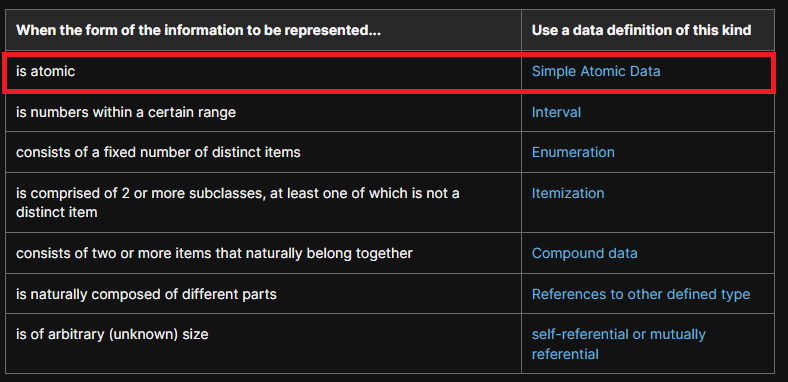 When the form of the information to be represented... Use a data definition of this kind
is atomic Simple Atomic Data
is numbers within a certain range Interval
consists of a fixed number of distinct items Enumeration
is comprised of 2 or more subclasses, at least one of which is not a Itemization
distinct item
consists of two or more items that naturally belong together Compound data
is naturally composed of different parts References to other defined type
is of arbitrary (unknown) size self-referential or mutually
referential